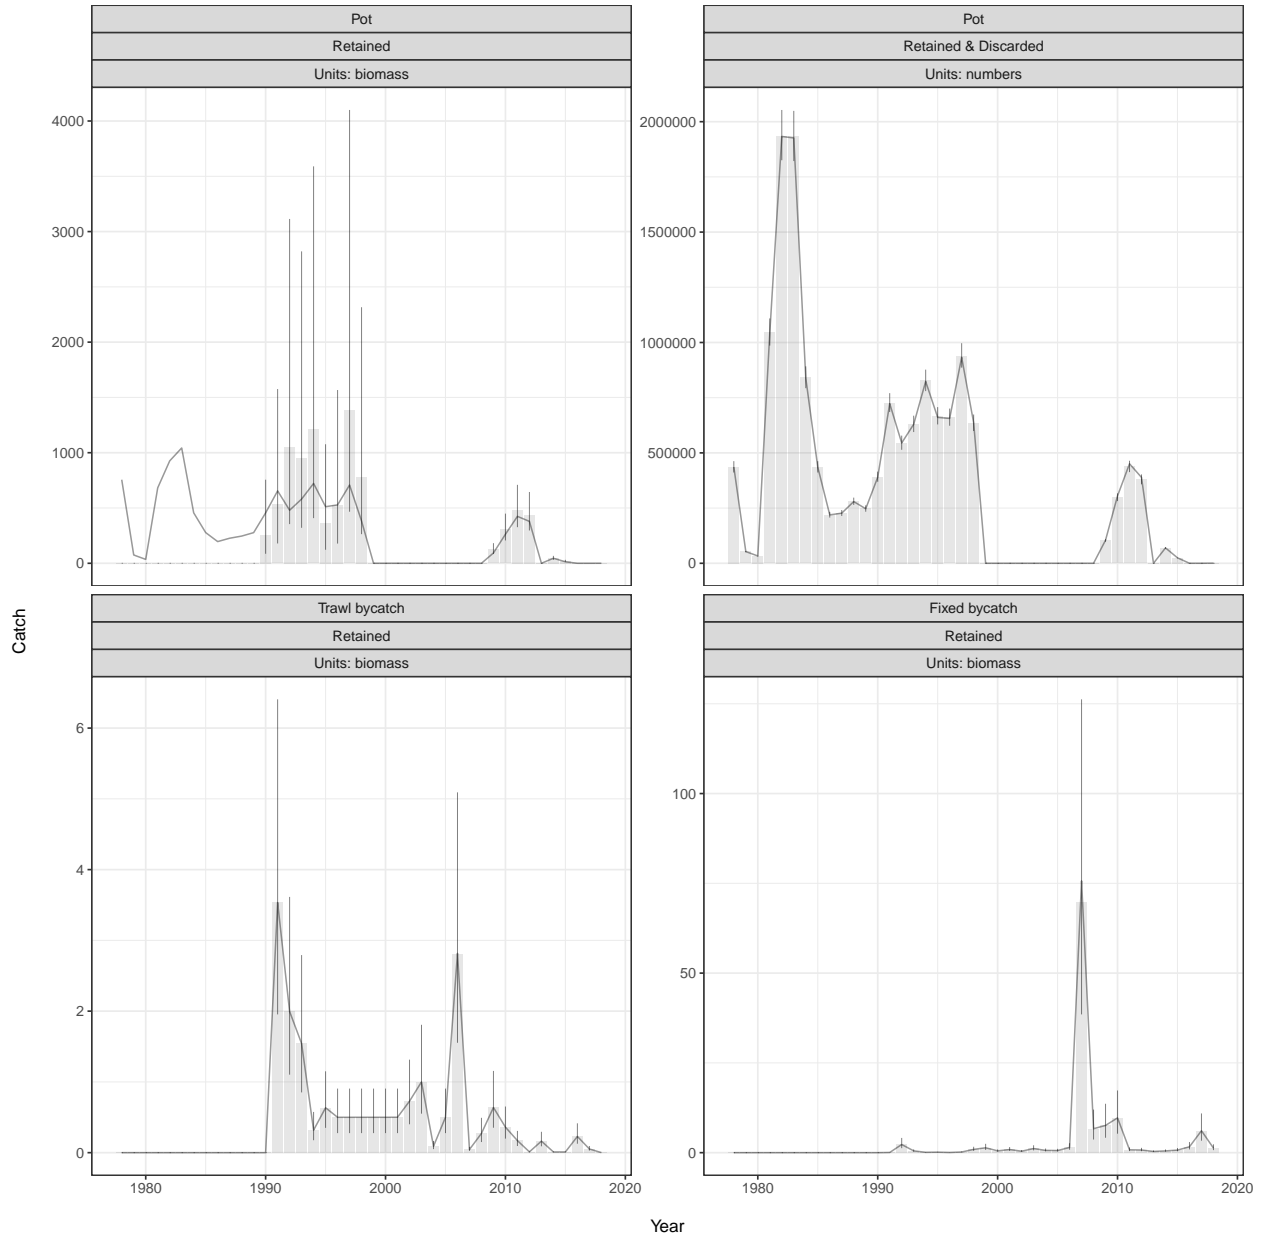 Pot
Retained
Units: biomass
4000
3000
2000
1000
0
Pot
Retained & Discarded
Units: numbers
2000000
1500000
1000000
500000
0
Trawl bycatch
Retained
Units: biomass
6
4
2
0
1980 1990 2000 2010 2020
Fixed bycatch
Retained
Units: biomass
100
50
0
1980 1990 2000 2010 2020
Catch
Year